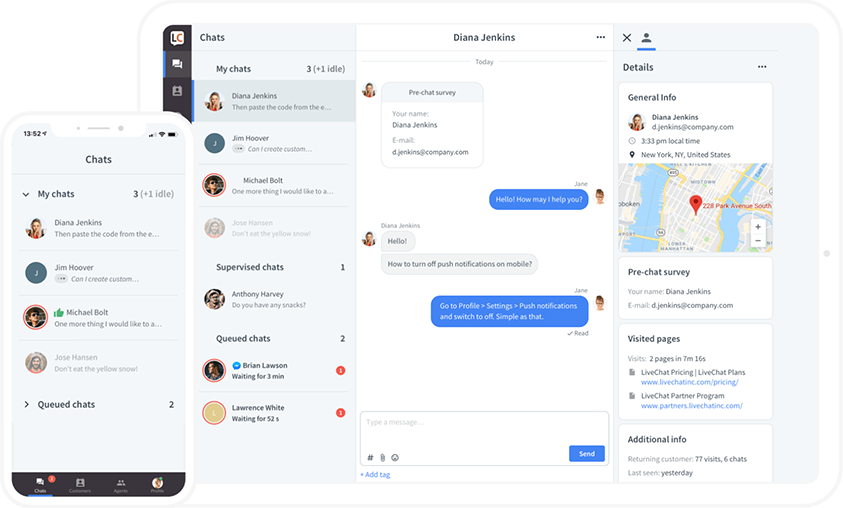 13:52
Chats
My chats
3 (+1 idle)
Diana Jenkins
Then paste the code from the e...
Jim Hoover
Can I create custom...
Michael Bolt
One more thing I would like to a...
Jose Hansen
Don't eat the yellow snow!
Queued chats
2
2
Chats
Customers
Agents
Profile
LC
Chats
My chats
3 (+1 idle)
Diana Jenkins
Then paste the code from the e...
Jim Hoover
Can I create custom...
Michael Bolt
One more thing I would like to a...
Jose Hansen
Don't eat the yellow snow!
Supervised chats
1
Anthony Harvey
Do you have any snacks?
Queued chats
2
Brian Lawson
Waiting for 3 min
1
Lawrence White
Waiting for 52 s
1
Diana Jenkins
Today
Pre-chat survey
Your name:
Diana Jenkins
E-mail:
d.jenkins@company.com
Jane
Hello! How may I help you?
Diana Jenkins
Hello!
How to turn off push notifications on mobile?
Jane
Go to Profile > Settings > Push notifications
and switch to off. Simple as that.
Read
Type a message...
#
Send
+ Add tag
Details
General Info
Diana Jenkins
d.jenkins@company.com
3:33 pm local time
New York, NY, United States
MIDTOWN
228 Park Avenue South
LOWER
MANHATTAN
Pre-chat survey
Your name: Diana Jenkins
E-mail: d.jenkins@company.com
Visited pages
Visits: 2 pages in 7m 16s
LiveChat Pricing | LiveChat Plans
www.livechatinc.com/pricing/
LiveChat Partner Program
www.partners.livechatinc.com/
Additional info
Returning customer: 77 visits, 6 chats
Last seen: yesterday